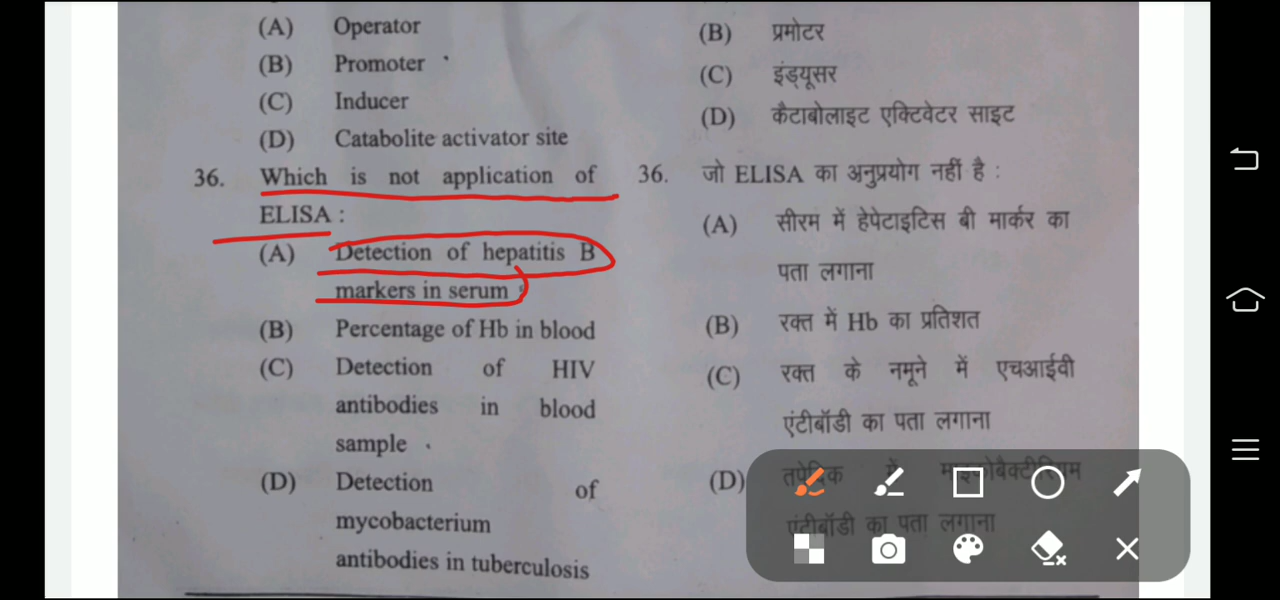 (A) Operator
(B) Promoter
(C) Inducer
(D) Catabolite activator site
36. Which is not application of
ELISA :
(A) Detection of hepatitis B
markers in serum
(B) Percentage of Hb in blood
(C) Detection of HIV
antibodies in blood
sample
(D) Detection of
mycobacterium
antibodies in tuberculosis
(B) प्रमोटर
(C) इंड्यूसर
(D) कैटाबोलाइट एक्टिवेटर साइट
36. जो ELISA का अनुप्रयोग नहीं है :
(A) सीरम में हेपेटाइटिस बी मार्कर का
पता लगाना
(B) रक्त में Hb का प्रतिशत
(C) रक्त के नमूने में एचआईवी
एंटीबॉडी का पता लगाना
(D) तपेदिक में माइकोबैक्टीरियम
एंटीबॉडी का पता लगाना